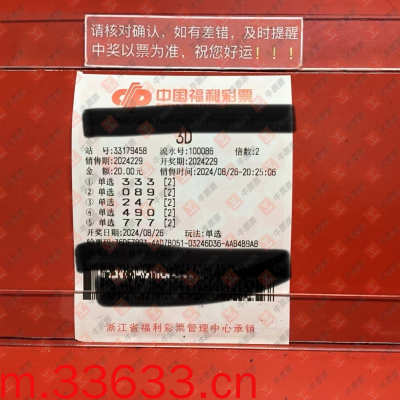 请核对确认，如有差错，及时提醒
中奖以票为准，祝您好运！！！
中国福利彩票
3D
站 号:33179458 流水号:100086 倍数:2
销售期:2024229 开奖期:2024229
金 额:20.00元 2024/08/26-20:25:06
① 单选 3 3 3 [2]
② 单选 0 8 9 [2]
③ 单选 2 4 7 [2]
④ 单选 4 9 0 [2]
⑤ 单选 7 7 7 [2]
开奖日期:2024/08/26 玩法:单选
浙江省福利彩票管理中心承销
m.33633.cn